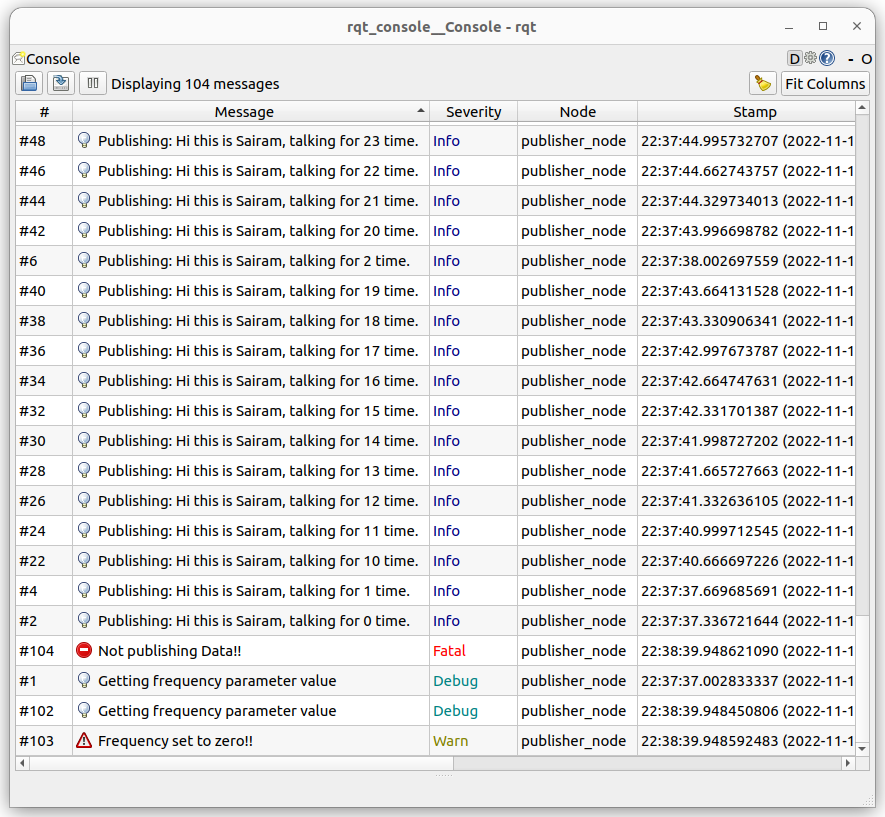 rqt_console__Console - rqt
Console D - O
Displaying 104 messages Fit Columns
# Message Severity Node Stamp
#48 Publishing: Hi this is Sairam, talking for 23 time. Info publisher_node 22:37:44.995732707 (2022-11-1
#46 Publishing: Hi this is Sairam, talking for 22 time. Info publisher_node 22:37:44.662743757 (2022-11-1
#44 Publishing: Hi this is Sairam, talking for 21 time. Info publisher_node 22:37:44.329734013 (2022-11-1
#42 Publishing: Hi this is Sairam, talking for 20 time. Info publisher_node 22:37:43.996698782 (2022-11-1
#6 Publishing: Hi this is Sairam, talking for 2 time. Info publisher_node 22:37:38.002697559 (2022-11-1
#40 Publishing: Hi this is Sairam, talking for 19 time. Info publisher_node 22:37:43.664131528 (2022-11-1
#38 Publishing: Hi this is Sairam, talking for 18 time. Info publisher_node 22:37:43.330906341 (2022-11-1
#36 Publishing: Hi this is Sairam, talking for 17 time. Info publisher_node 22:37:42.997673787 (2022-11-1
#34 Publishing: Hi this is Sairam, talking for 16 time. Info publisher_node 22:37:42.664747631 (2022-11-1
#32 Publishing: Hi this is Sairam, talking for 15 time. Info publisher_node 22:37:42.331701387 (2022-11-1
#30 Publishing: Hi this is Sairam, talking for 14 time. Info publisher_node 22:37:41.998727202 (2022-11-1
#28 Publishing: Hi this is Sairam, talking for 13 time. Info publisher_node 22:37:41.665727663 (2022-11-1
#26 Publishing: Hi this is Sairam, talking for 12 time. Info publisher_node 22:37:41.332636105 (2022-11-1
#24 Publishing: Hi this is Sairam, talking for 11 time. Info publisher_node 22:37:40.999712545 (2022-11-1
#22 Publishing: Hi this is Sairam, talking for 10 time. Info publisher_node 22:37:40.666697226 (2022-11-1
#4 Publishing: Hi this is Sairam, talking for 1 time. Info publisher_node 22:37:37.669685691 (2022-11-1
#2 Publishing: Hi this is Sairam, talking for 0 time. Info publisher_node 22:37:37.336721644 (2022-11-1
#104 Not publishing Data!! Fatal publisher_node 22:38:39.948621090 (2022-11-1
#1 Getting frequency parameter value Debug publisher_node 22:37:37.002833337 (2022-11-1
#102 Getting frequency parameter value Debug publisher_node 22:38:39.948450806 (2022-11-1
#103 Frequency set to zero!! Warn publisher_node 22:38:39.948592483 (2022-11-1